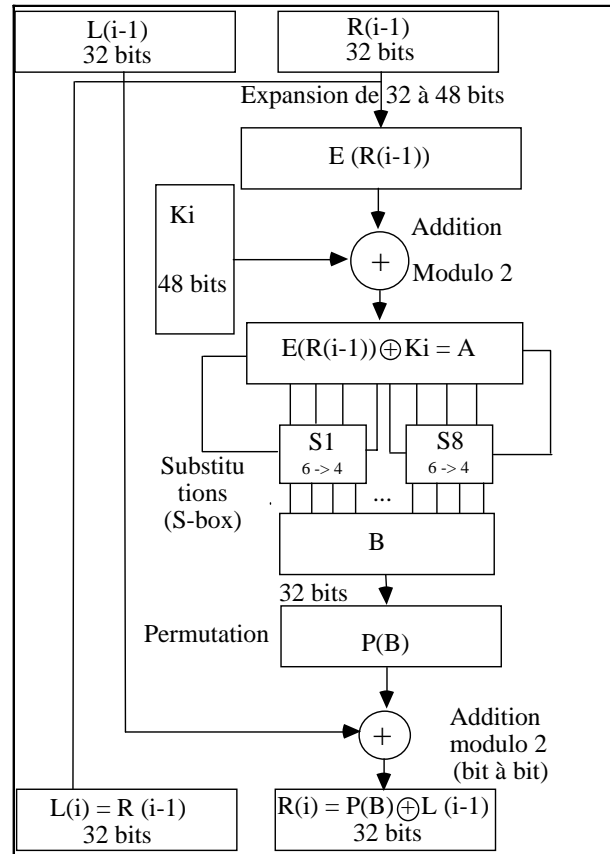 L(i-1)
32 bits
R(i-1)
32 bits
Expansion de 32 à 48 bits
E (R(i-1))
Ki
48 bits
Addition
Modulo 2
+
E(R(i-1))⊕Ki = A
S1
6 -> 4
S8
6 -> 4
Substitu
tions
(S-box)
...
B
32 bits
Permutation
P(B)
+
Addition
modulo 2
(bit à bit)
L(i) = R (i-1)
32 bits
R(i) = P(B)⊕L (i-1)
32 bits